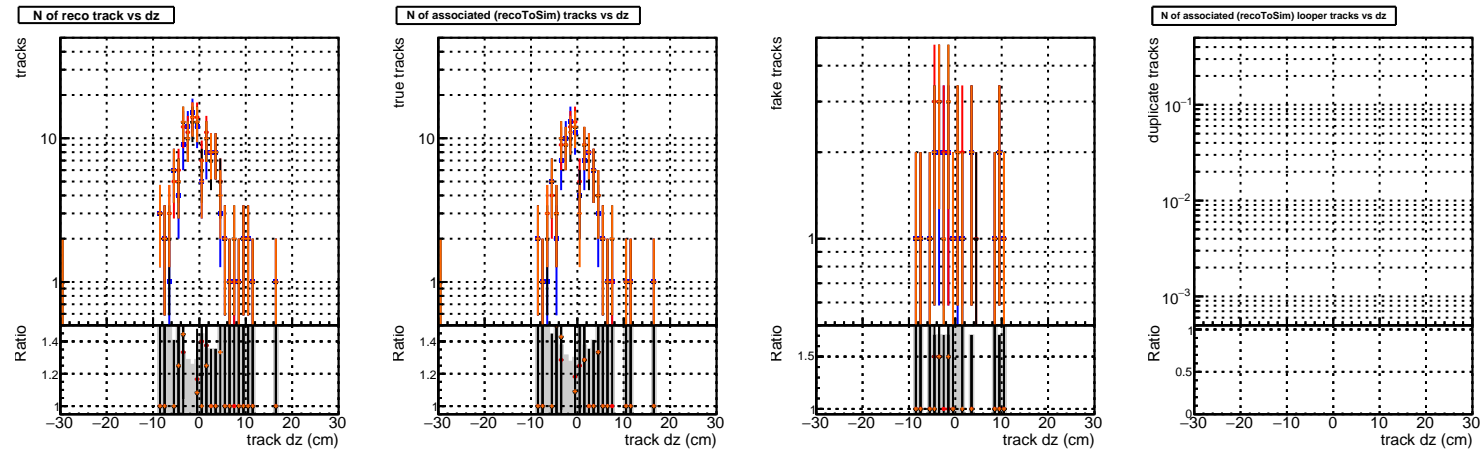 N of reco track vs dz
tracks
10
1
Ratio
1.4
1.2
1
−30 −20 −10 0 10 20 30
track dz (cm)
N of associated (recoToSim) tracks vs dz
true tracks
10
1
Ratio
1.4
1.2
1
−30 −20 −10 0 10 20 30
track dz (cm)
fake tracks
1
Ratio
1.5
1
−30 −20 −10 0 10 20 30
track dz (cm)
N of associated (recoToSim) looper tracks vs dz
duplicate tracks
10−1
10−2
10−3
Ratio
1
0.5
0
−30 −20 −10 0 10 20 30
track dz (cm)